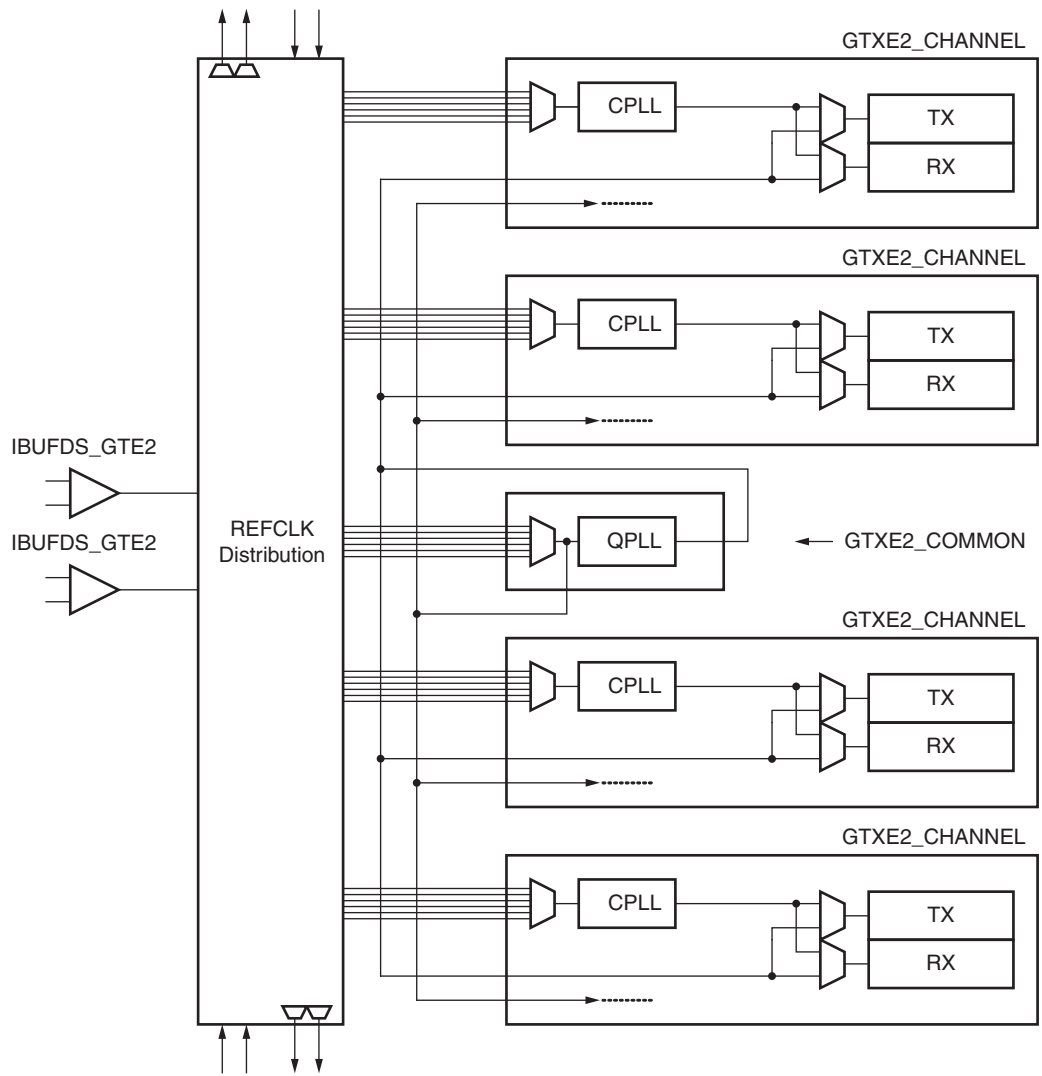 GTXE2_CHANNEL
CPLL
TX
RX
GTXE2_CHANNEL
CPLL
TX
RX
IBUFDS_GTE2
IBUFDS_GTE2
REFCLK
Distribution
QPLL
GTXE2_COMMON
GTXE2_CHANNEL
CPLL
TX
RX
GTXE2_CHANNEL
CPLL
TX
RX